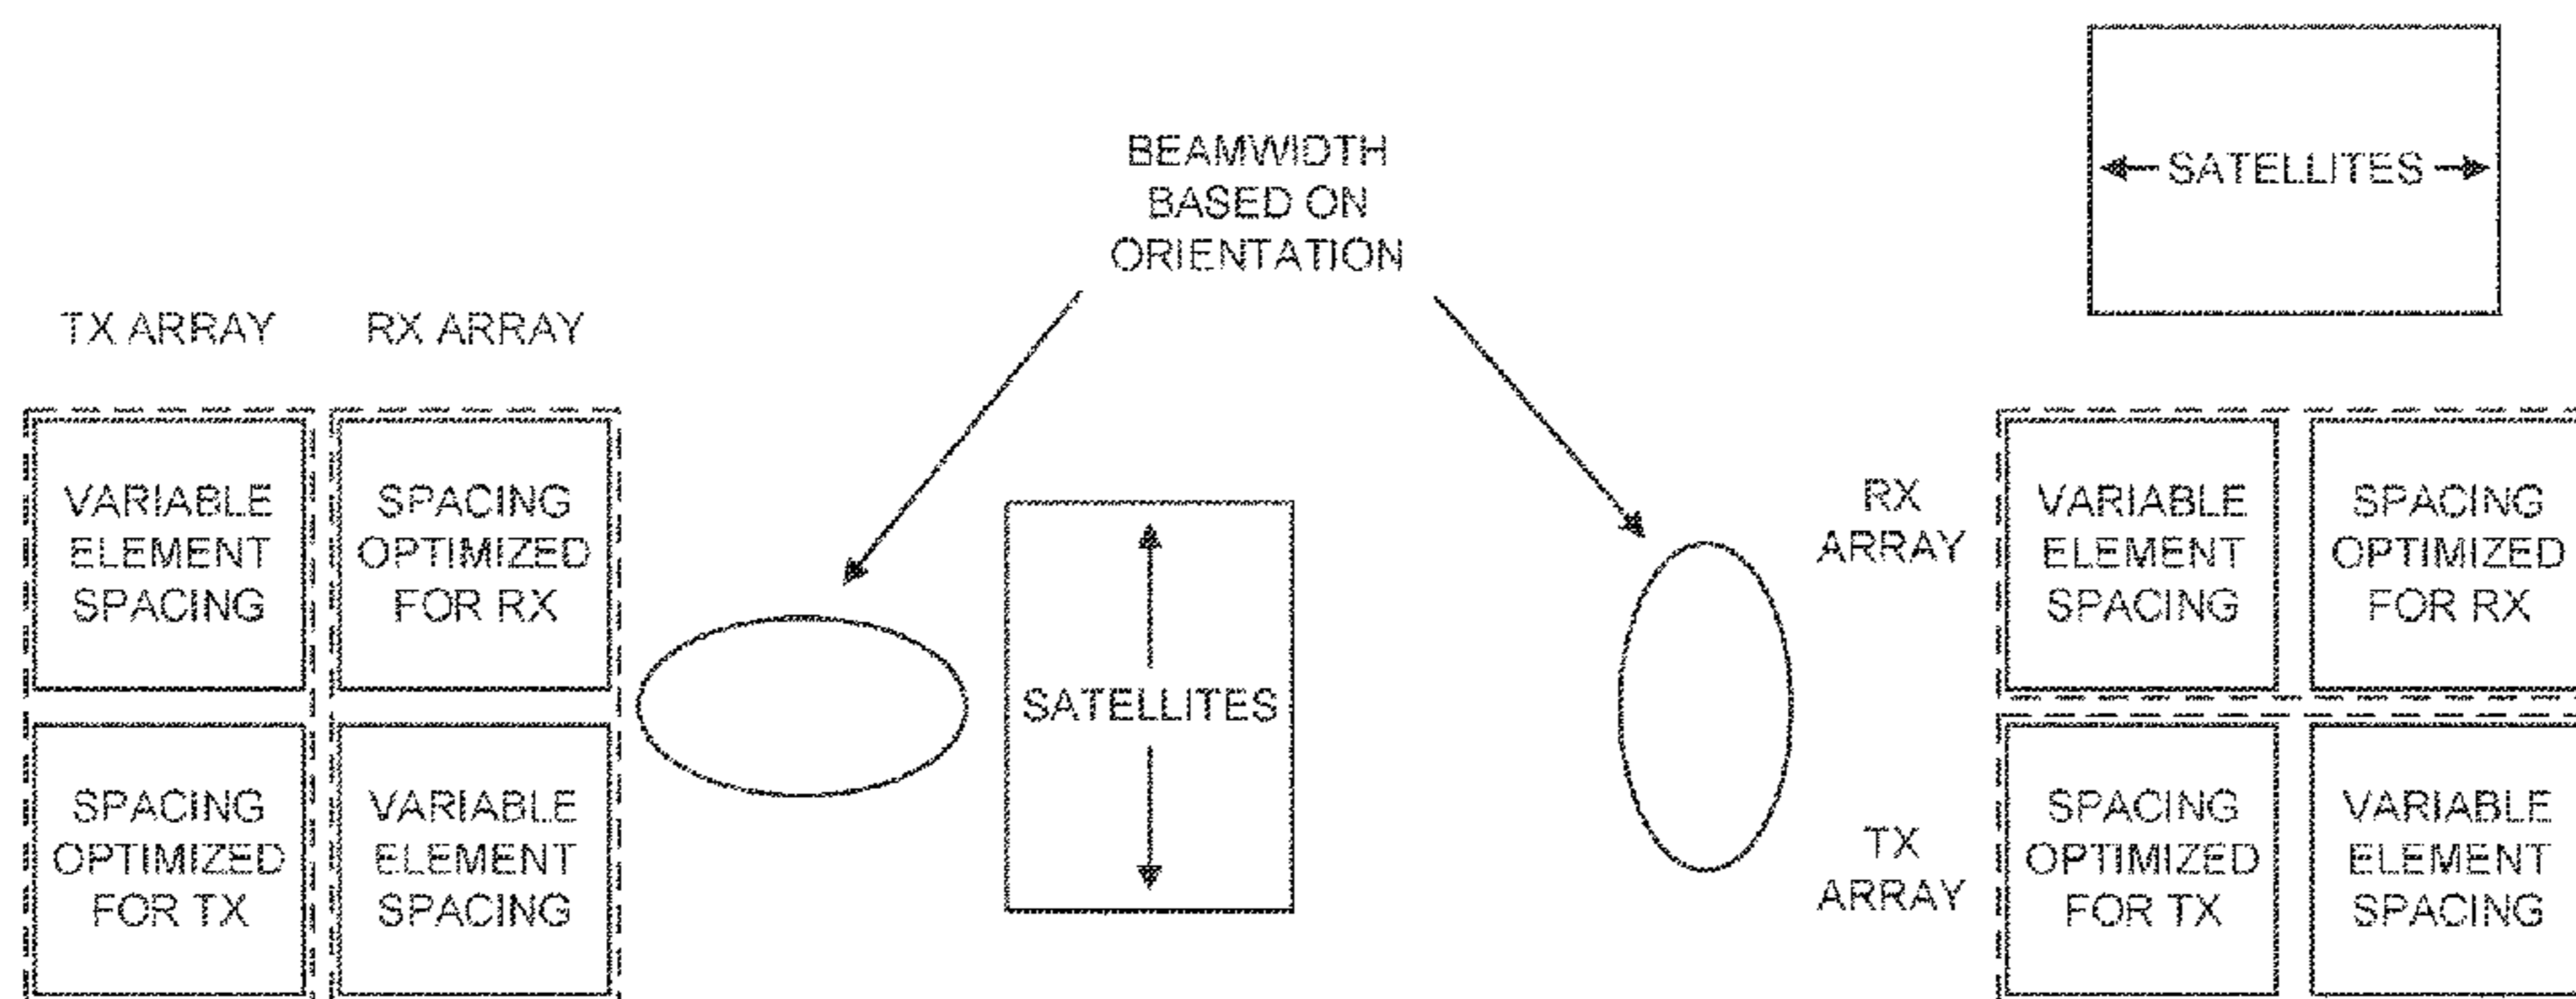 BEAMWIDTH
BASED ON
ORIENTATION
SATELLITES
TX ARRAY
RX ARRAY
VARIABLE
ELEMENT
SPACING
SPACING
OPTIMIZED
FOR RX
SPACING
OPTIMIZED
FOR TX
VARIABLE
ELEMENT
SPACING
SATELLITES
RX
ARRAY
TX
ARRAY
VARIABLE
ELEMENT
SPACING
SPACING
OPTIMIZED
FOR RX
SPACING
OPTIMIZED
FOR TX
VARIABLE
ELEMENT
SPACING